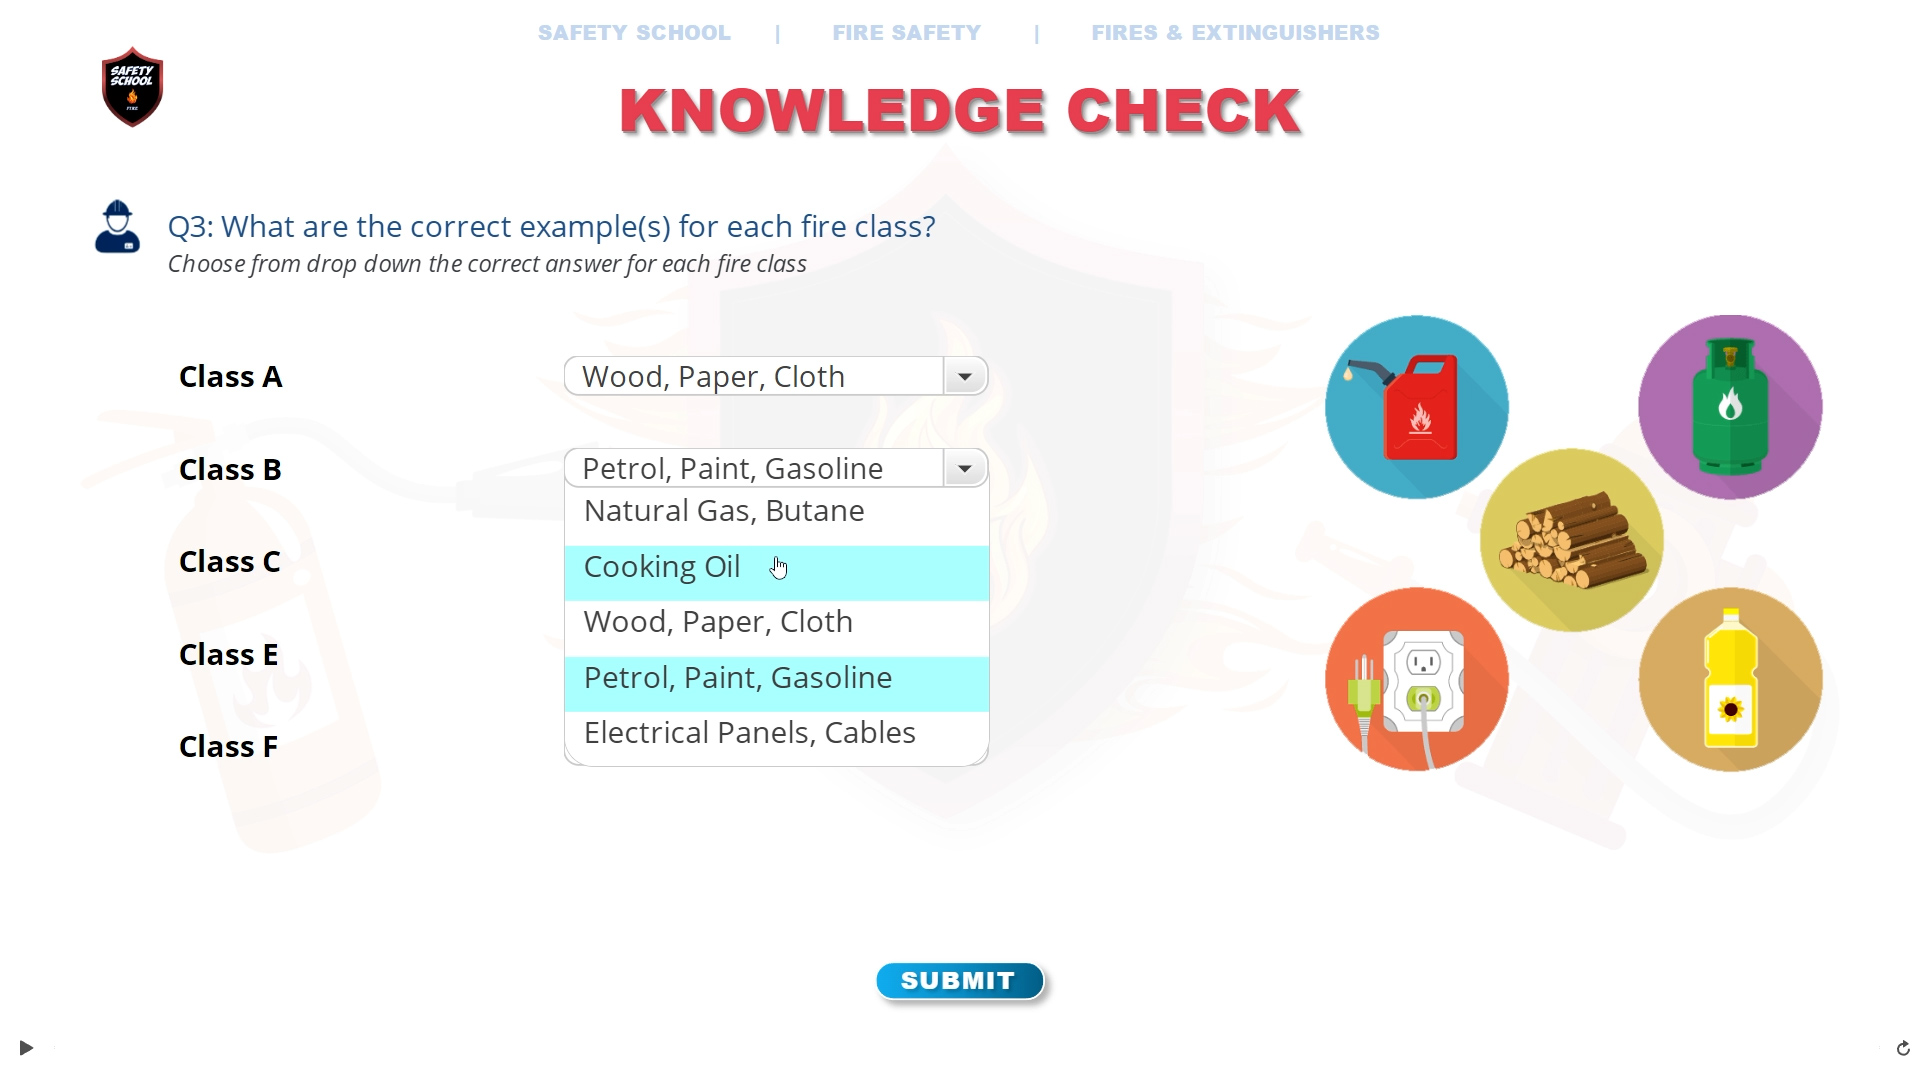 SAFETY SCHOOL | FIRE SAFETY | FIRES & EXTINGUISHERS
SAFETY
SCHOOL
FIRE
KNOWLEDGE CHECK
Q3: What are the correct example(s) for each fire class?
Choose from drop down the correct answer for each fire class
Class A
Wood, Paper, Cloth
Class B
Petrol, Paint, Gasoline
Natural Gas, Butane
Class C
Cooking Oil
Wood, Paper, Cloth
Class E
Petrol, Paint, Gasoline
Electrical Panels, Cables
Class F
SUBMIT